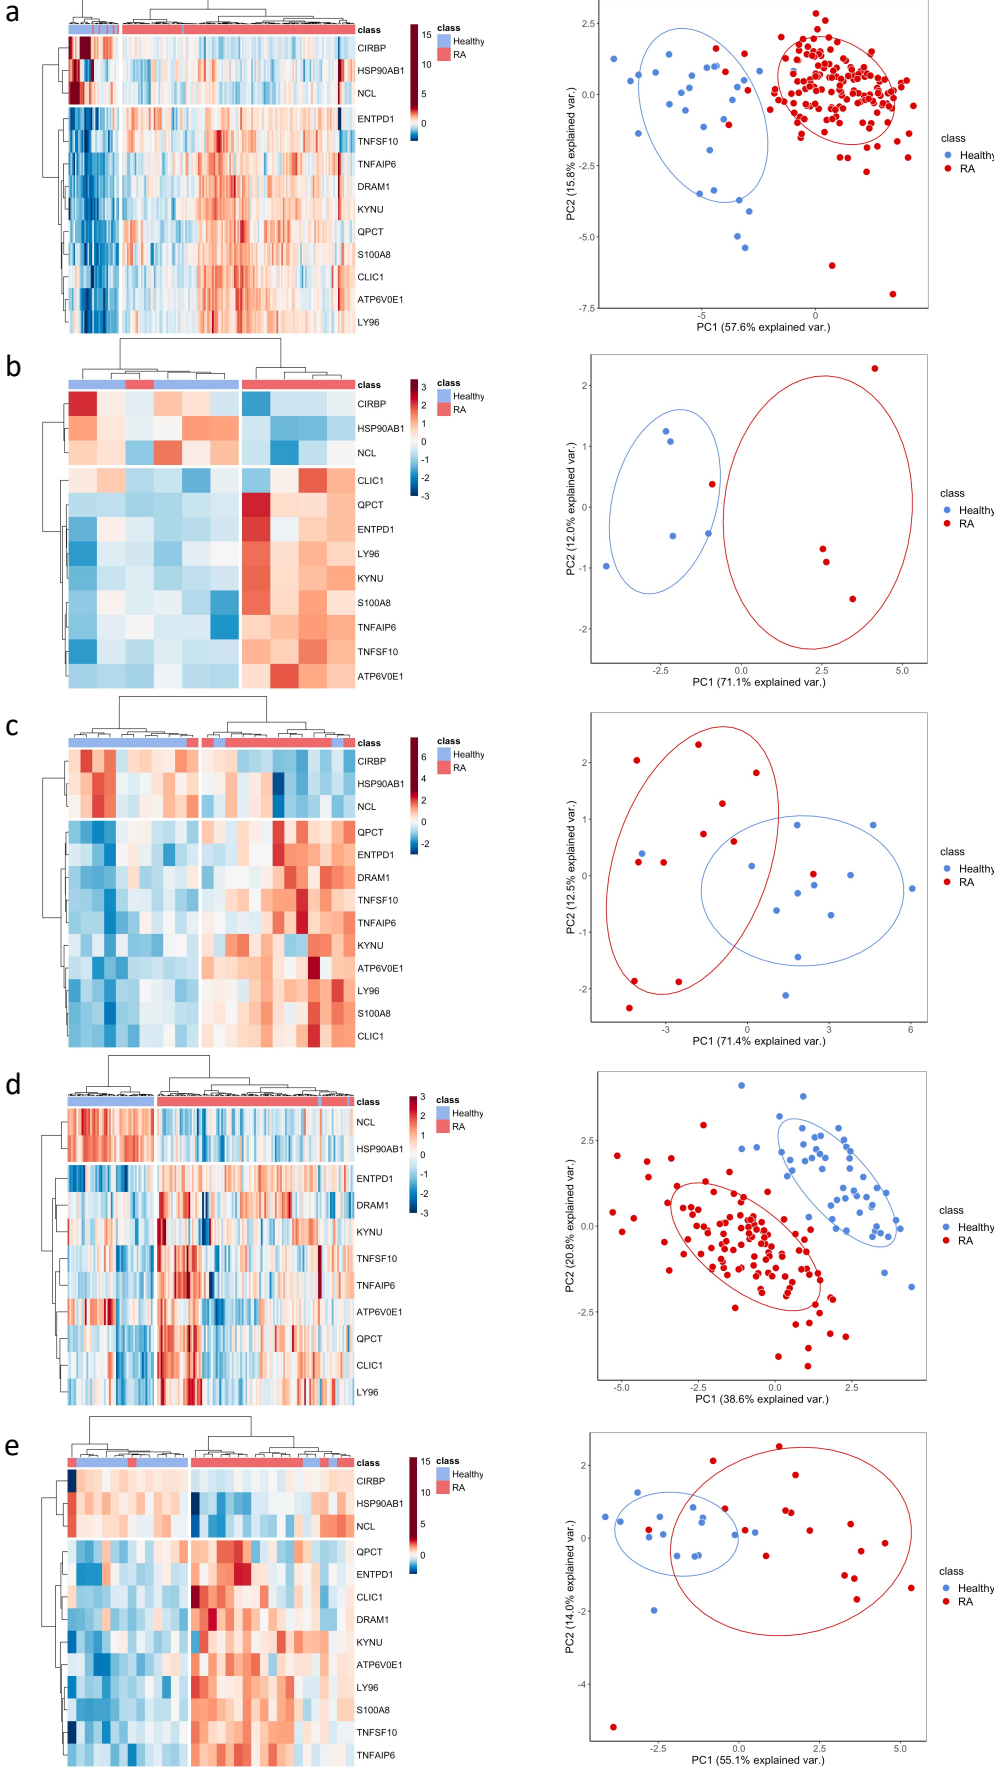 a
class
CIRBP
HSP90AB1
NCL
ENTPD1
TNFSF10
TNFAIP6
DRAM1
KYNU
QPCT
S100A8
CLIC1
ATP6V0E1
LY96
15
10
5
0
class
Healthy
RA
2.5
0.0
-2.5
-5.0
-7.5
PC2 (15.8% explained var.)
-5
0
PC1 (57.6% explained var.)
class
Healthy
RA
b
class
CIRBP
HSP90AB1
NCL
CLIC1
QPCT
ENTPD1
LY96
KYNU
S100A8
TNFAIP6
TNFSF10
ATP6V0E1
3
2
1
0
-1
-2
-3
class
Healthy
RA
2
1
0
-1
-2
PC2 (12.0% explained var.)
-2.5
0.0
2.5
5.0
PC1 (71.1% explained var.)
class
Healthy
RA
c
class
CIRBP
HSP90AB1
NCL
QPCT
ENTPD1
DRAM1
TNFSF10
TNFAIP6
KYNU
ATP6V0E1
LY96
S100A8
CLIC1
6
4
2
0
-2
class
Healthy
RA
2
1
0
-1
-2
PC2 (12.5% explained var.)
-3
0
3
6
PC1 (71.4% explained var.)
class
Healthy
RA
d
class
NCL
HSP90AB1
ENTPD1
DRAM1
KYNU
TNFSF10
TNFAIP6
ATP6V0E1
QPCT
CLIC1
LY96
3
2
1
0
-1
-2
-3
class
Healthy
RA
2.5
0.0
-2.5
PC2 (20.8% explained var.)
-5.0
-2.5
0.0
2.5
PC1 (38.6% explained var.)
class
Healthy
RA
e
class
CIRBP
HSP90AB1
NCL
QPCT
ENTPD1
CLIC1
DRAM1
KYNU
ATP6V0E1
LY96
S100A8
TNFSF10
TNFAIP6
15
10
5
0
class
Healthy
RA
2
0
-2
-4
PC2 (14.0% explained var.)
-2.5
0.0
2.5
5.0
PC1 (55.1% explained var.)
class
Healthy
RA